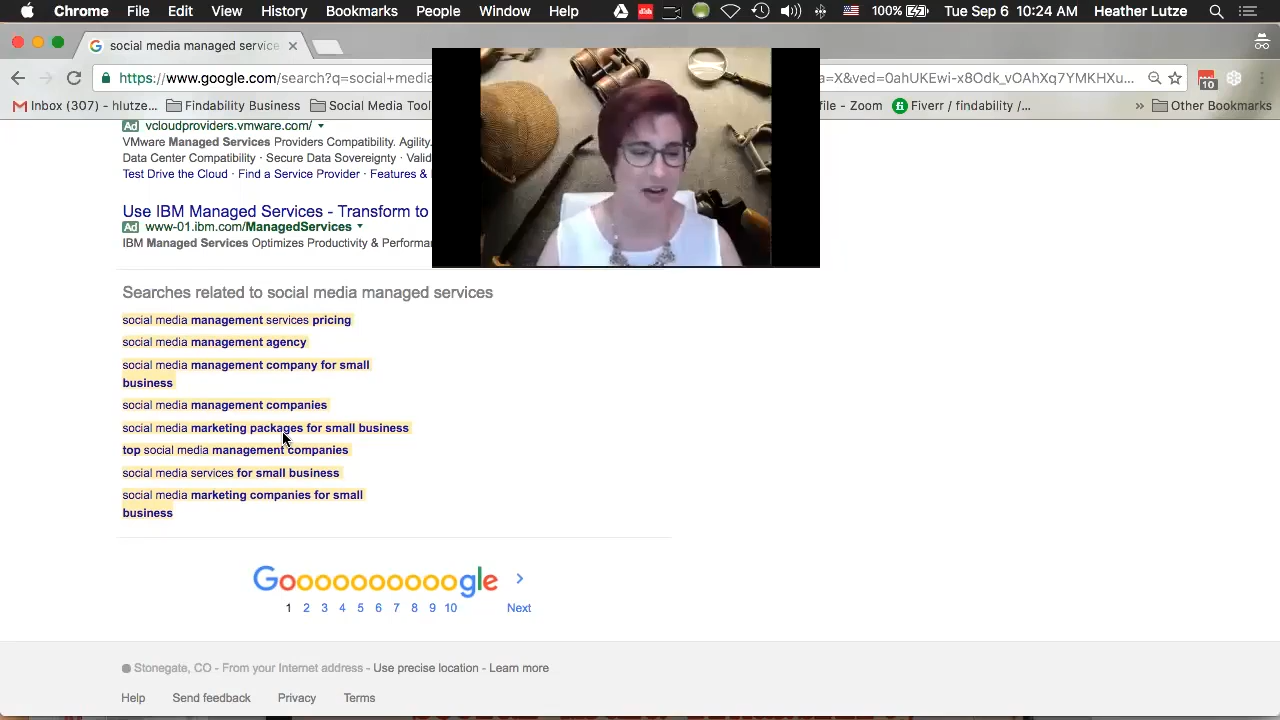 Chrome File Edit View History Bookmarks People Window Help 100% Tue Sep 6 10:24 AM Heather Lutze
social media managed service
https://www.google.com/search?q=social+media a=X&ved=0ahUKEwi-x8Odk_vOAhXq7YMKHXu... 10
Inbox (307) - hlutze... Findability Business Social Media Tool file - Zoom Fiverr / findability /... » Other Bookmarks
Ad vcloudproviders.vmware.com/
VMware Managed Services Providers Compatibility. Agility.
Data Center Compatibility · Secure Data Sovereignty · Valid
Test Drive the Cloud · Find a Service Provider · Features &
Use IBM Managed Services - Transform to
Ad www-01.ibm.com/ManagedServices
IBM Managed Services Optimizes Productivity & Performa
Searches related to social media managed services
social media management services pricing
social media management agency
social media management company for small
business
social media management companies
social media marketing packages for small business
top social media management companies
social media services for small business
social media marketing companies for small
business
Goooooooooogle
1 2 3 4 5 6 7 8 9 10 Next
Stonegate, CO - From your Internet address - Use precise location - Learn more
Help Send feedback Privacy Terms